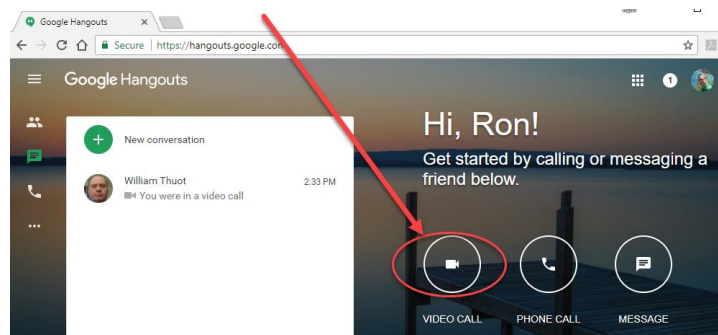 Google Hangouts
Secure | https://hangouts.google.com
Google Hangouts
1
New conversation
William Thuot 2:33 PM
You were in a video call
Hi, Ron!
Get started by calling or messaging a
friend below.
VIDEO CALL PHONE CALL MESSAGE